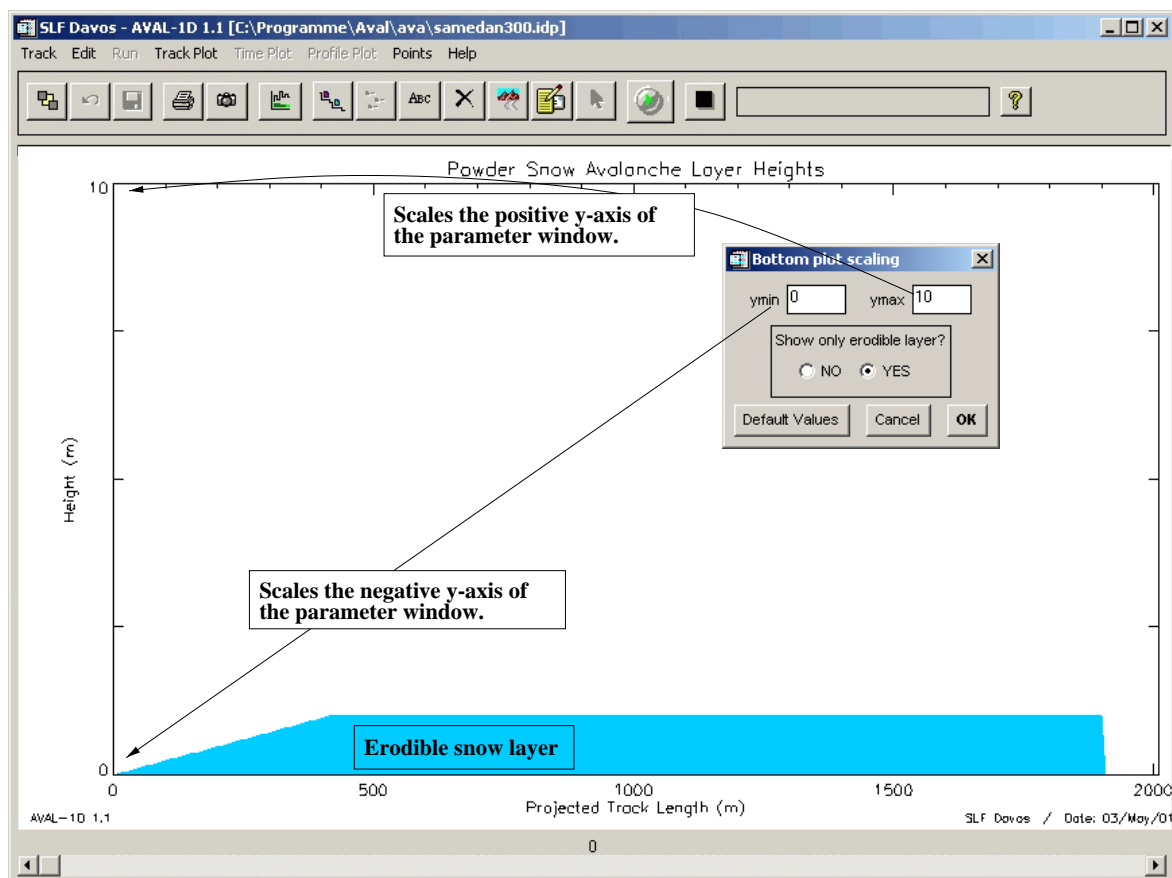 SLF Davos - AVAL-1D 1.1 [C:\Programme\Aval\ava\samedan300.idp]
Track Edit Run Track Plot Time Plot Profile Plot Points Help
ABC
?
Powder Snow Avalanche Layer Heights
10
Scales the positive y-axis of
the parameter window.
Bottom plot scaling
ymin 0 ymax 10
Show only erodible layer?
NO YES
Default Values Cancel OK
Height (m)
Scales the negative y-axis of
the parameter window.
Erodible snow layer
0
0 500 1000 1500 2000
Projected Track Length (m)
AVAL-1D 1.1 SLF Davos / Date: 03/May/01
0